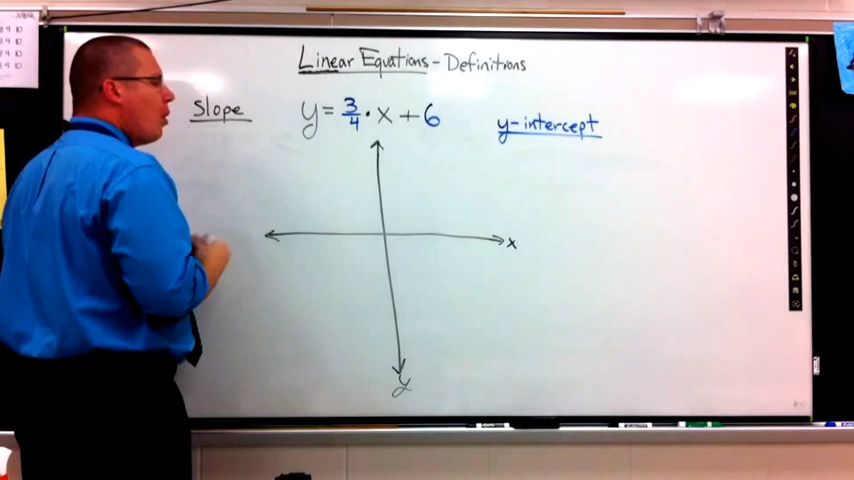 Linear Equations - Definitions
Slope
y = 3/4 · x + 6
y-intercept
x
y